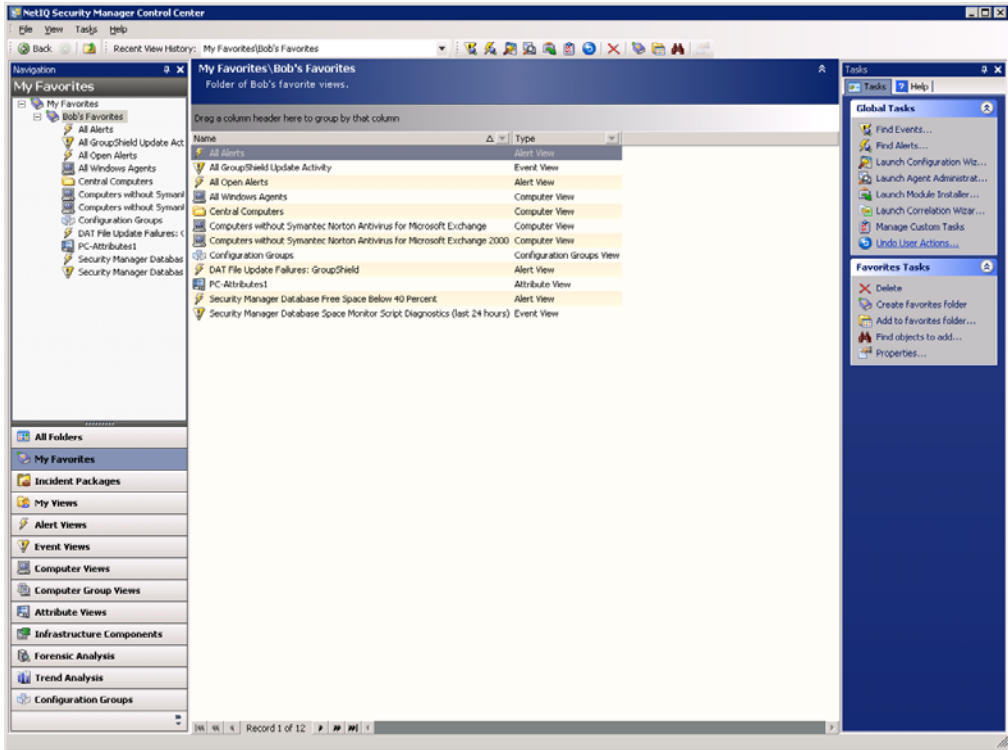 NetIQ Security Manager Control Center
File View Tasks Help
Back Recent View History: My Favorites\Bob's Favorites
Navigation
My Favorites
My Favorites
Bob's Favorites
All Alerts
All GroupShield Update Act
All Open Alerts
All Windows Agents
Central Computers
Computers without Symanl
Computers without Symanl
Configuration Groups
DAT File Update Failures: (
PC-Attributes1
Security Manager Databas
Security Manager Databas
All Folders
My Favorites
Incident Packages
My Views
Alert Views
Event Views
Computer Views
Computer Group Views
Attribute Views
Infrastructure Components
Forensic Analysis
Trend Analysis
Configuration Groups
My Favorites\Bob's Favorites
Folder of Bob's favorite views.
Drag a column header here to group by that column
Name Type
All Alerts Alert View
All GroupShield Update Activity Event View
All Open Alerts Alert View
All Windows Agents Computer View
Central Computers Computer View
Computers without Symantec Norton Antivirus for Microsoft Exchange Computer View
Computers without Symantec Norton Antivirus for Microsoft Exchange 2000 Computer View
Configuration Groups Configuration Groups View
DAT File Update Failures: GroupShield Alert View
PC-Attributes1 Attribute View
Security Manager Database Free Space Below 40 Percent Alert View
Security Manager Database Space Monitor Script Diagnostics (last 24 hours) Event View
Record 1 of 12
Tasks
Tasks Help
Global Tasks
Find Events...
Find Alerts...
Launch Configuration Wiz...
Launch Agent Administrat...
Launch Module Installer...
Launch Correlation Wizar...
Manage Custom Tasks
Undo User Actions...
Favorites Tasks
Delete
Create favorites folder
Add to favorites folder...
Find objects to add...
Properties...